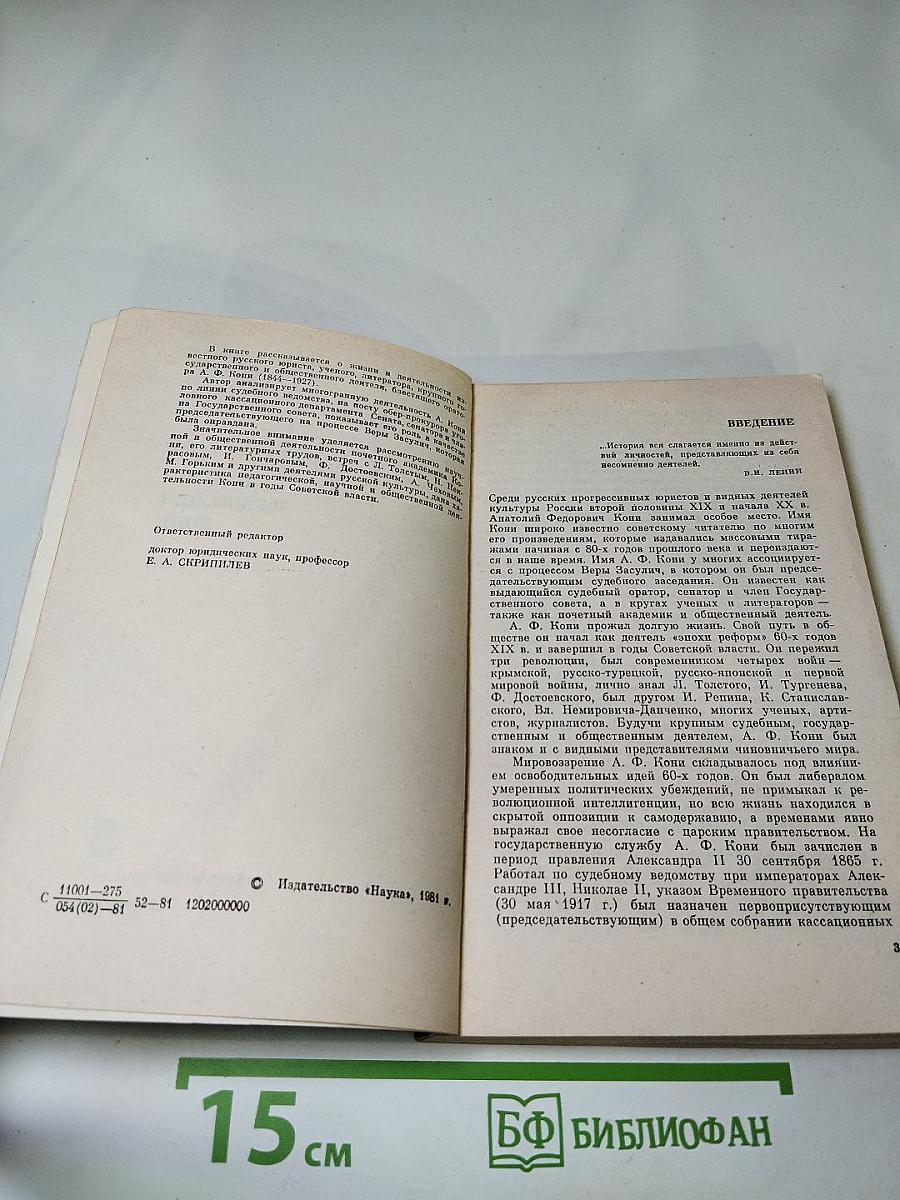 В книге рассказывается о жизни и деятельности из-
вестного русского юриста, ученого, литератора, крупного го-
сударственного и общественного деятеля, блестящего орато-
ра А. Ф. Кони (1844—1927).
Автор анализирует многогранную деятельность А. Кони
по линии судебного ведомства, на посту обер-прокурора уго-
ловного кассационного департамента Сената, сенатора и члена
Государственного совета, показывает его роль в качестве
председательствующего на процессе Веры Засулич, которая
была оправдана.
Значительное внимание уделяется рассмотрению науч-
ной и общественной деятельности почетного академика Ко-
ни, его литературных трудов, встреч с Л. Толстым, Н. Нек-
расовым, И. Гончаровым, Ф. Достоевским, А. Чеховым,
М. Горьким и другими деятелями русской культуры, дана ха-
рактеристика педагогической, научной и общественной дея-
тельности Кони в годы Советской власти.
Ответственный редактор
доктор юридических наук, профессор
Е. А. СКРИПИЛЕВ
С 11001—275
054(02)—81 52—81 1202000000
© Издательство «Наука», 1981 г.
ВВЕДЕНИЕ
...История вся слагается именно из дейст-
вий личностей, представляющих из себя
несомненно деятелей.
В.И. ЛЕНИН
Среди русских прогрессивных юристов и видных деятелей
культуры России второй половины XIX и начала XX в.
Анатолий Федорович Кони занимал особое место. Имя
Кони широко известно советскому читателю по многим
его произведениям, которые издавались массовыми тира-
жами начиная с 80-х годов прошлого века и переиздают-
ся в наше время. Имя А. Ф. Кони у многих ассоциирует-
ся с процессом Веры Засулич, в котором он был предсе-
дательствующим судебного заседания. Он известен как
выдающийся судебный оратор, сенатор и член Государ-
ственного совета, а в кругах ученых и литераторов —
также как почетный академик и общественный деятель.
А. Ф. Кони прожил долгую жизнь. Свой путь в об-
ществе он начал как деятель «эпохи реформ» 60-х годов
XIX в. и завершил в годы Советской власти. Он пережил
три революции, был современником четырех войн —
крымской, русско-турецкой, русско-японской и первой
мировой войны, лично знал Л. Толстого, И. Тургенева,
Ф. Достоевского, был другом И. Репина, К. Станислав-
ского, Вл. Немировича-Данченко, многих ученых, арти-
стов, журналистов. Будучи крупным судебным, государ-
ственным и общественным деятелем, А. Ф. Кони был
знаком и с видными представителями чиновничьего мира.
Мировоззрение А. Ф. Кони складывалось под влияни-
ем освободительных идей 60-х годов. Он был либералом
умеренных политических убеждений, не примыкал к ре-
волюционной интеллигенции, но всю жизнь находился в
скрытой оппозиции к самодержавию, а временами явно
выражал свое несогласие с царским правительством. На
государственную службу А. Ф. Кони был зачислен в
период правления Александра II 30 сентября 1865 г.
Работал по судебному ведомству при императорах Алек-
сандре III, Николае II, указом Временного правительства
(30 мая 1917 г.) был назначен первоприсутствующим
(председательствующим) в общем собрании кассационных
3
15 см
БФ БИБЛИОФАН